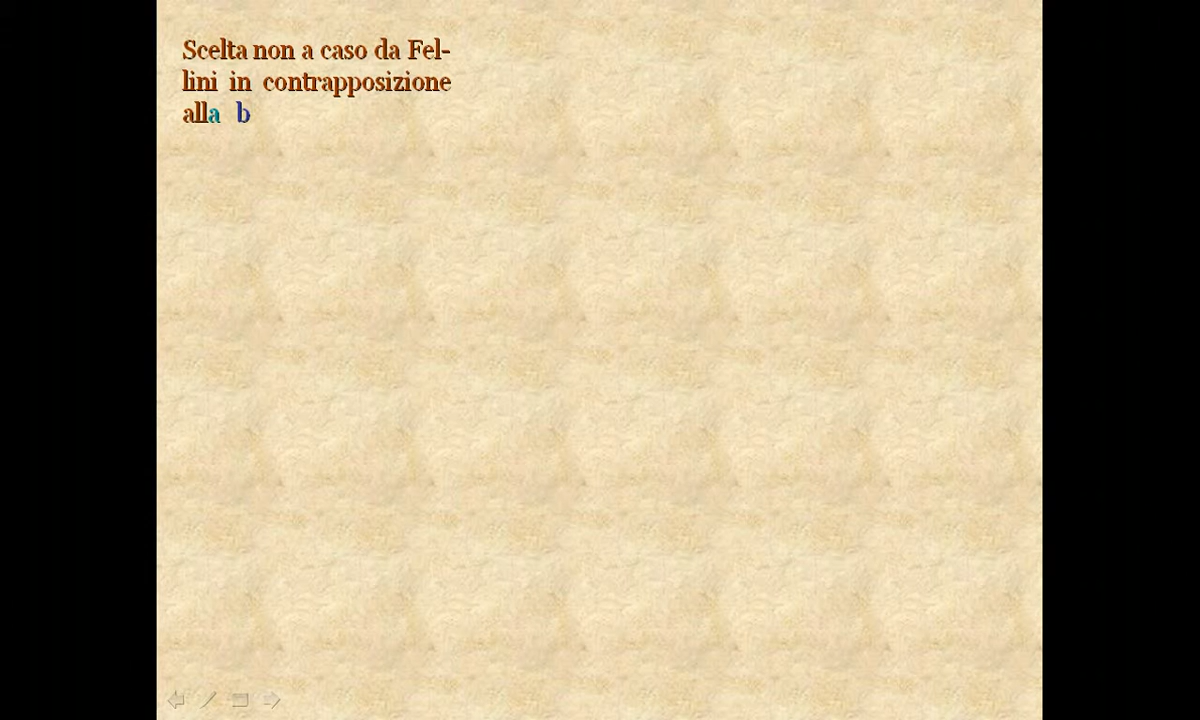 Scelta non a caso da Fel-
lini in contrapposizione
alla b